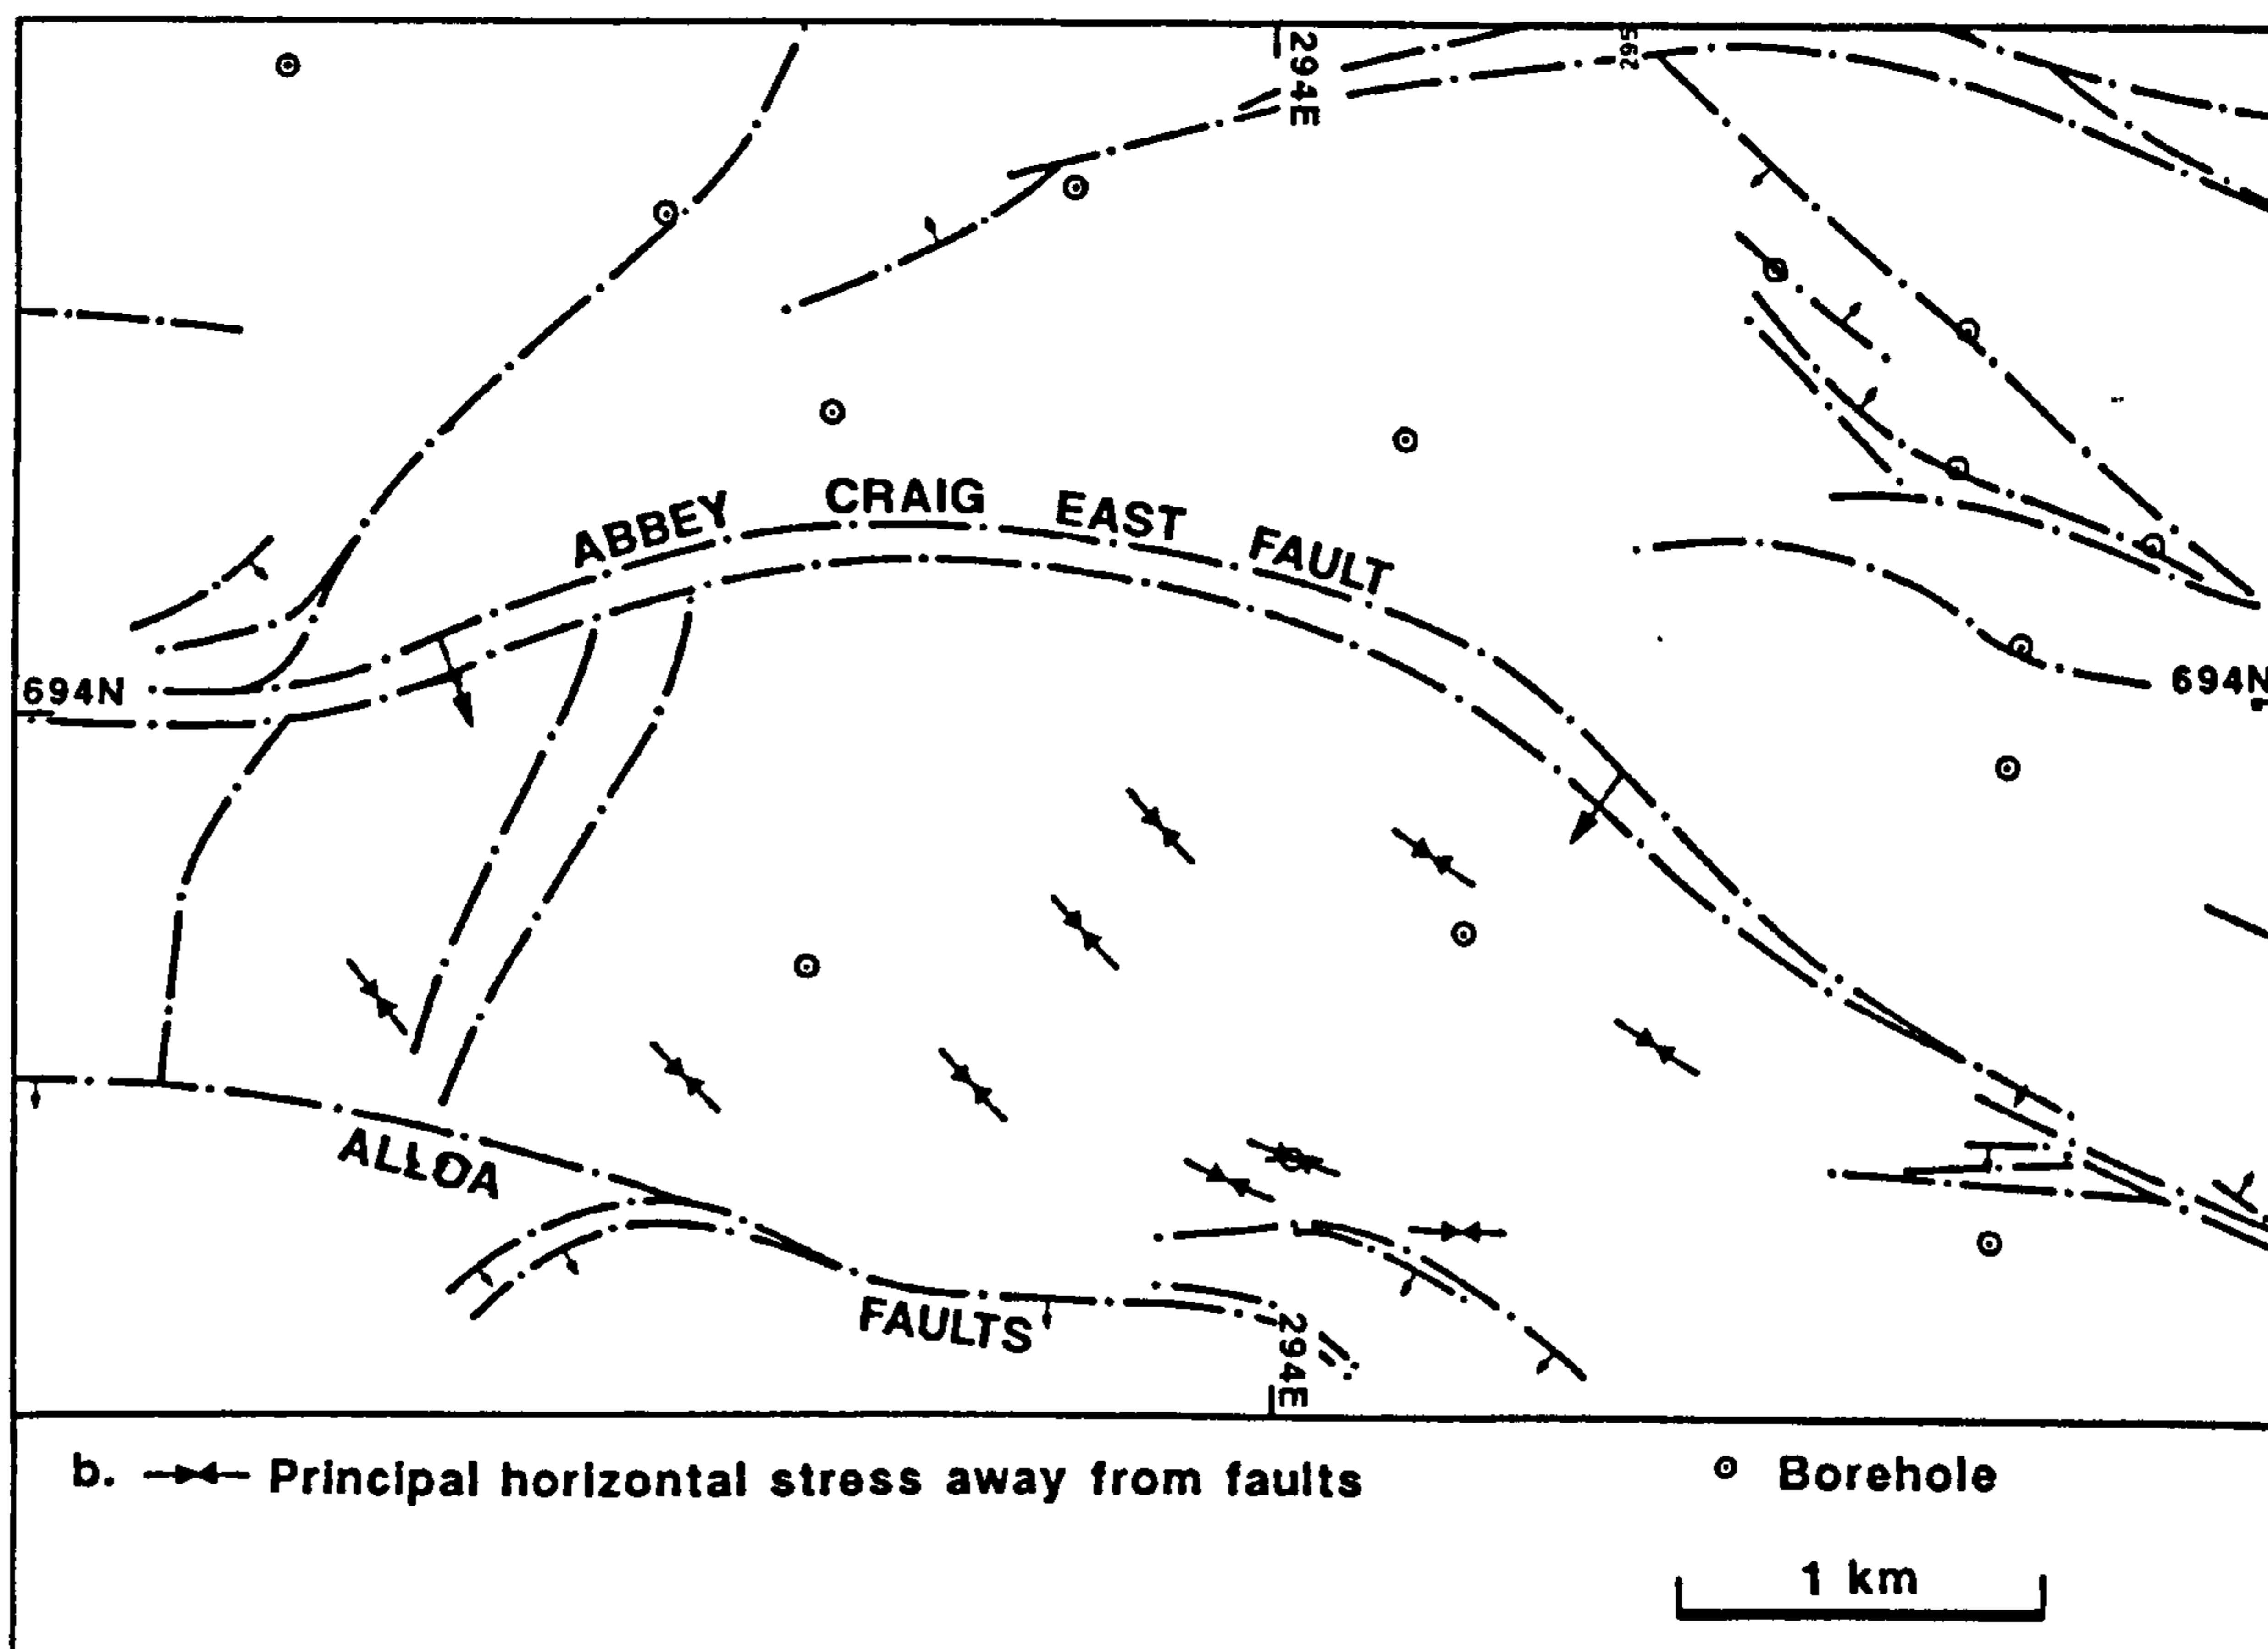 294E
295
ABBEY CRAIG EAST FAULT
694N
694N
ALLOA
FAULTS
294E
b. Principal horizontal stress away from faults
Borehole
1 km